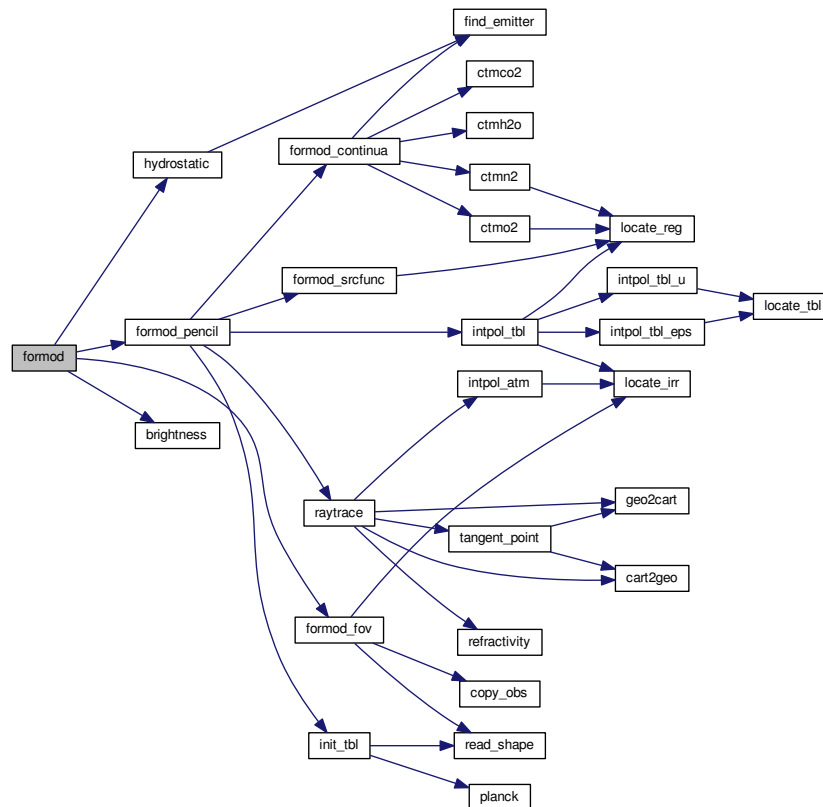 find_emitter
ctmco2
ctmh2o
hydrostatic
formod_continua
ctmn2
ctmo2
locate_reg
formod_srcfunc
intpol_tbl_u
locate_tbl
formod_pencil
intpol_tbl
intpol_tbl_eps
formod
intpol_atm
locate_irr
brightness
geo2cart
raytrace
tangent_point
cart2geo
formod_fov
refractivity
copy_obs
init_tbl
read_shape
planck